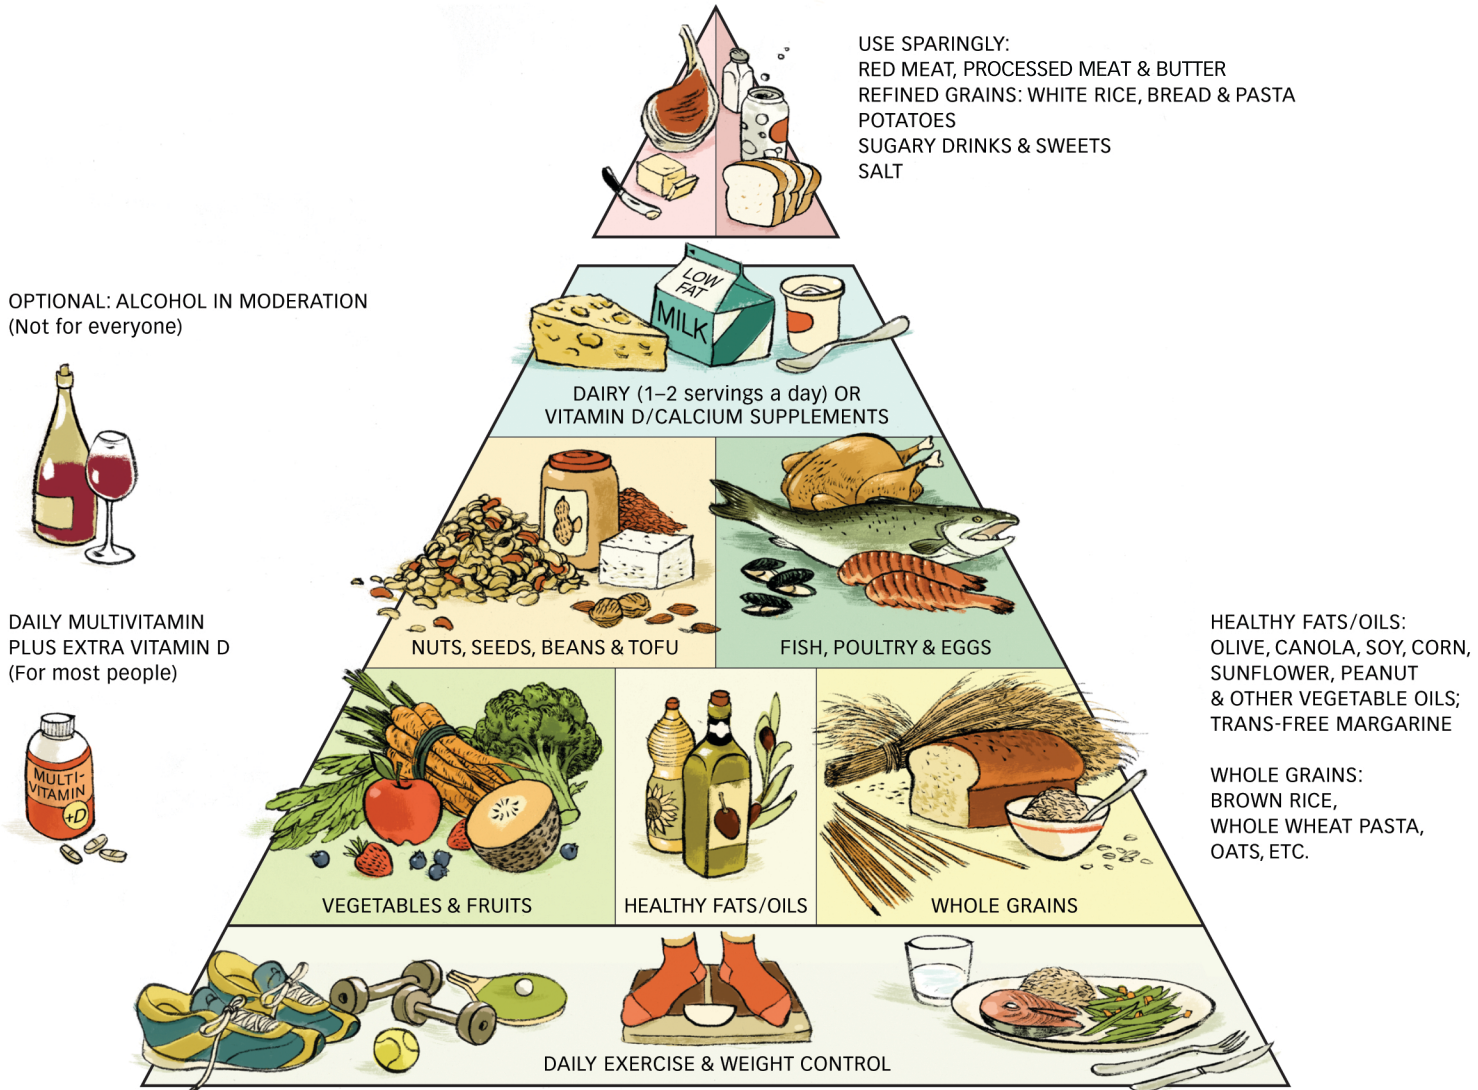 USE SPARINGLY:
RED MEAT, PROCESSED MEAT & BUTTER
REFINED GRAINS: WHITE RICE, BREAD & PASTA
POTATOES
SUGARY DRINKS & SWEETS
SALT
OPTIONAL: ALCOHOL IN MODERATION
(Not for everyone)
LOW
FAT
MILK
DAIRY (1–2 servings a day) OR
VITAMIN D/CALCIUM SUPPLEMENTS
NUTS, SEEDS, BEANS & TOFU
FISH, POULTRY & EGGS
DAILY MULTIVITAMIN
PLUS EXTRA VITAMIN D
(For most people)
MULTI-
VITAMIN
+D
HEALTHY FATS/OILS:
OLIVE, CANOLA, SOY, CORN,
SUNFLOWER, PEANUT
& OTHER VEGETABLE OILS;
TRANS-FREE MARGARINE
WHOLE GRAINS:
BROWN RICE,
WHOLE WHEAT PASTA,
OATS, ETC.
VEGETABLES & FRUITS
HEALTHY FATS/OILS
WHOLE GRAINS
DAILY EXERCISE & WEIGHT CONTROL